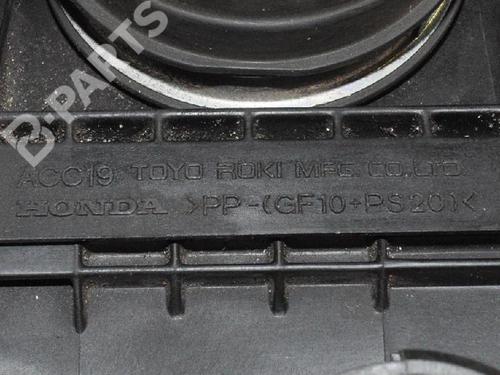 B-PARTS
ACC19 TOYO ROKI MFG.CO.LTD.
HONDA >PP-(GF10+PS20)<